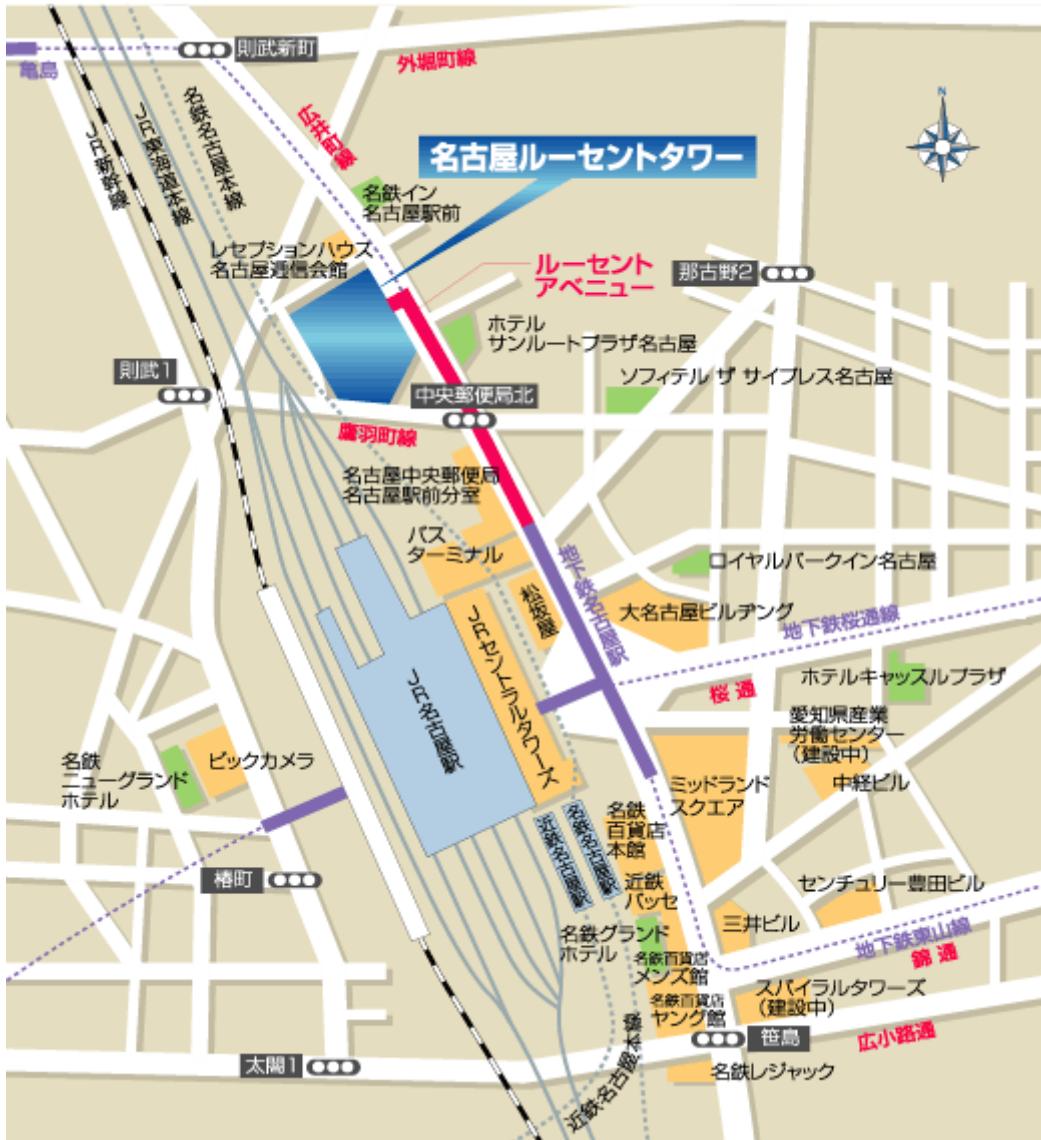 則武新町
外堀町線
亀島
N
名鉄名古屋本線
広井町線
JR東海道本線
JR新幹線
名古屋ルーセントタワー
名鉄イン
名古屋駅前
レセプションハウス
名古屋逓信会館
ルーセント
アベニュー
那古野2
ホテル
サンルートプラザ名古屋
則武1
ソフィテル ザ サイプレス名古屋
中央郵便局北
鷹羽町線
名古屋中央郵便局
名古屋駅前分室
バス
ターミナル
地下鉄名古屋駅
ロイヤルパークイン名古屋
松坂屋
大名古屋ビルヂング
地下鉄桜通線
JRセントラルタワーズ
JR名古屋駅
桜通
ホテルキャッスルプラザ
愛知県産業
労働センター
(建設中)
名鉄
ニューグランド
ホテル
ビックカメラ
ミッドランド
スクエア
中経ビル
名鉄
百貨店
本館
名鉄名古屋駅
近鉄名古屋駅
椿町
近鉄
パッセ
センチュリー豊田ビル
三井ビル
名鉄グランド
ホテル
地下鉄東山線
錦通
名鉄百貨店
メンズ館
スパイラルタワーズ
(建設中)
名鉄百貨店
ヤング館
笹島
広小路通
太閤1
名鉄レジャック
近鉄名古屋本線